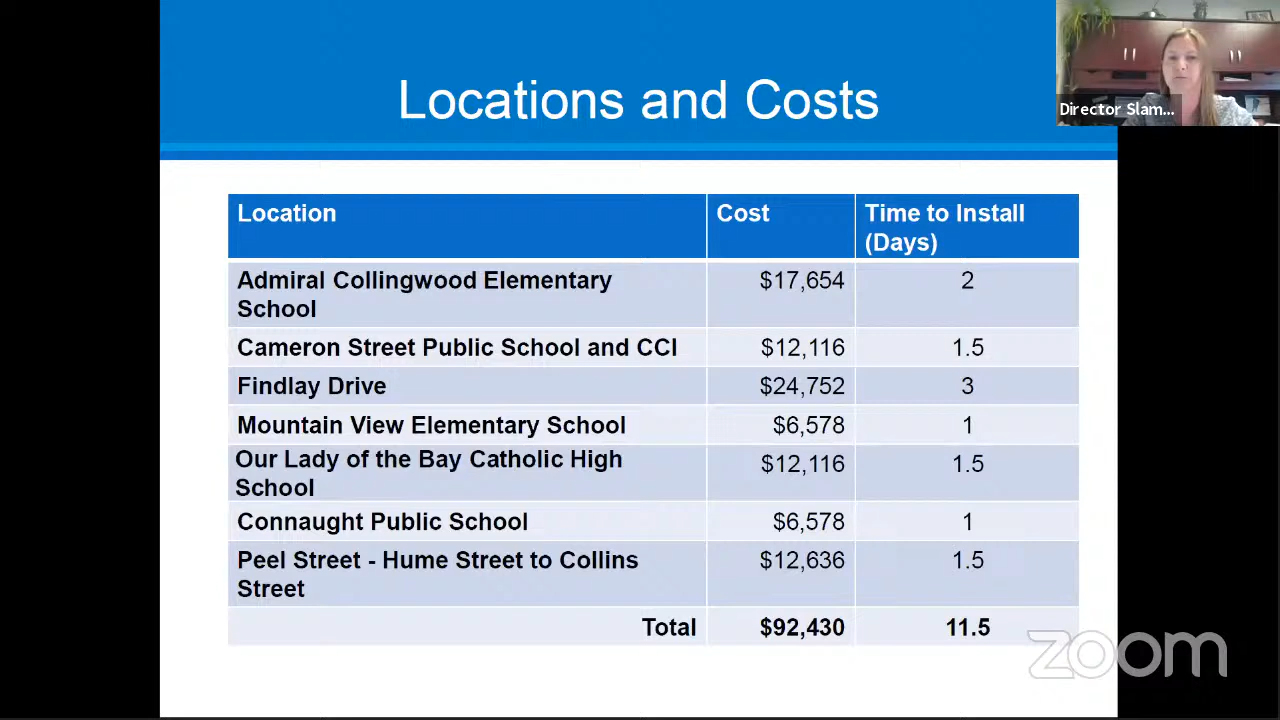 Locations and Costs
Director Slam...
Location
Cost
Time to Install
(Days)
Admiral Collingwood Elementary
School
$17,654
2
Cameron Street Public School and CCI
$12,116
1.5
Findlay Drive
$24,752
3
Mountain View Elementary School
$6,578
1
Our Lady of the Bay Catholic High
School
$12,116
1.5
Connaught Public School
$6,578
1
Peel Street - Hume Street to Collins
Street
$12,636
1.5
Total
$92,430
11.5
zoom